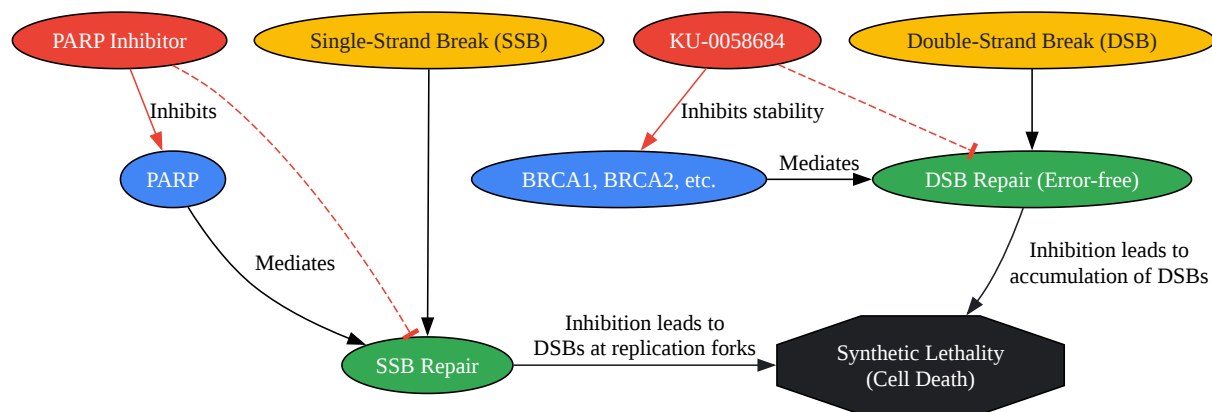 PARP Inhibitor
Single-Strand Break (SSB)
KU-0058684
Double-Strand Break (DSB)
Inhibits
Inhibits stability
PARP
BRCA1, BRCA2, etc.
Mediates
DSB Repair (Error-free)
Mediates
Inhibition leads to
accumulation of DSBs
Inhibition leads to
DSBs at replication forks
SSB Repair
Synthetic Lethality
(Cell Death)